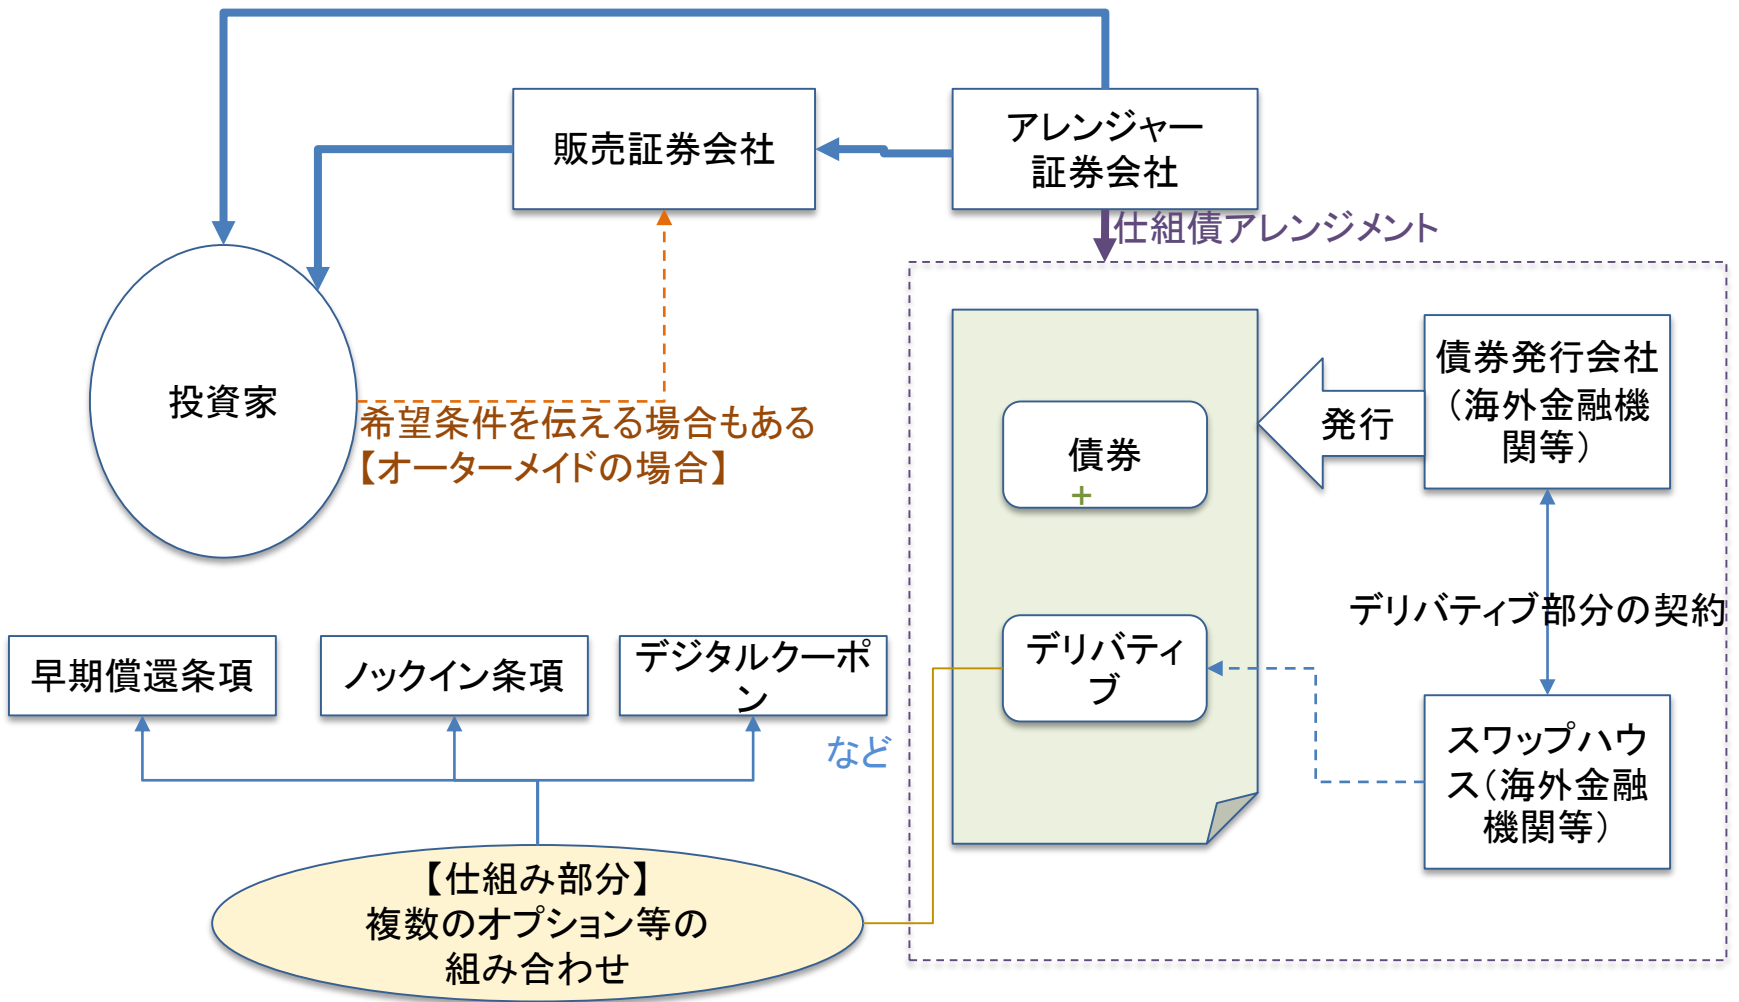 販売証券会社
アレンジャー
証券会社
仕組債アレンジメント
投資家
希望条件を伝える場合もある
【オーターメイドの場合】
債券
+
発行
債券発行会社
（海外金融機
関等）
デリバティブ部分の契約
デリバティ
ブ
スワップハウ
ス（海外金融
機関等）
早期償還条項
ノックイン条項
デジタルクーポ
ン
など
【仕組み部分】
複数のオプション等の
組み合わせ